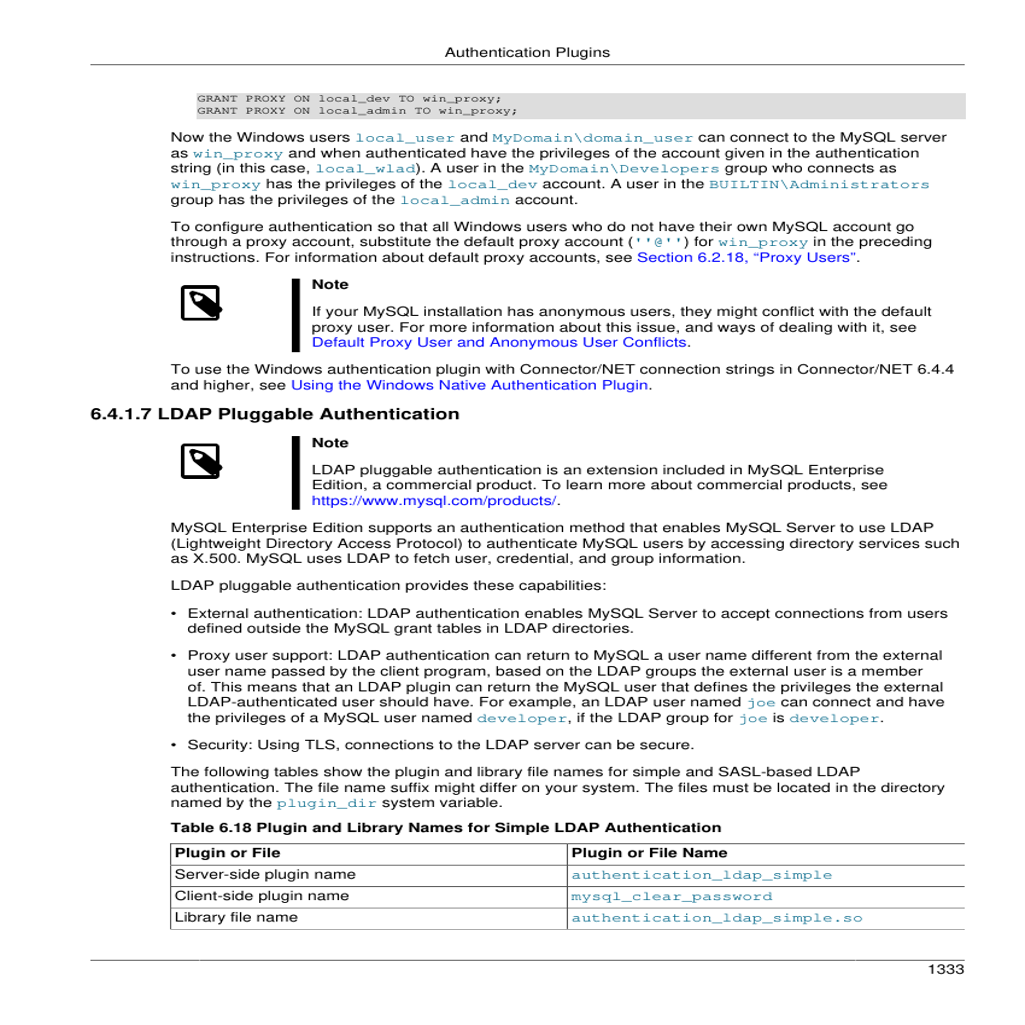 Authentication Plugins
GRANT PROXY ON local_dev TO win_proxy;
GRANT PROXY ON local_admin TO win_proxy;
Now the Windows users local_user and MyDomain\domain_user can connect to the MySQL server
as win_proxy and when authenticated have the privileges of the account given in the authentication
string (in this case, local_wlad). A user in the MyDomain\Developers group who connects as
win_proxy has the privileges of the local_dev account. A user in the BUILTIN\Administrators
group has the privileges of the local_admin account.
To configure authentication so that all Windows users who do not have their own MySQL account go
through a proxy account, substitute the default proxy account (''@'') for win_proxy in the preceding
instructions. For information about default proxy accounts, see Section 6.2.18, “Proxy Users”.
Note
If your MySQL installation has anonymous users, they might conflict with the default
proxy user. For more information about this issue, and ways of dealing with it, see
Default Proxy User and Anonymous User Conflicts.
To use the Windows authentication plugin with Connector/NET connection strings in Connector/NET 6.4.4
and higher, see Using the Windows Native Authentication Plugin.
6.4.1.7 LDAP Pluggable Authentication
Note
LDAP pluggable authentication is an extension included in MySQL Enterprise
Edition, a commercial product. To learn more about commercial products, see
https://www.mysql.com/products/.
MySQL Enterprise Edition supports an authentication method that enables MySQL Server to use LDAP
(Lightweight Directory Access Protocol) to authenticate MySQL users by accessing directory services such
as X.500. MySQL uses LDAP to fetch user, credential, and group information.
LDAP pluggable authentication provides these capabilities:
• External authentication: LDAP authentication enables MySQL Server to accept connections from users
defined outside the MySQL grant tables in LDAP directories.
• Proxy user support: LDAP authentication can return to MySQL a user name different from the external
user name passed by the client program, based on the LDAP groups the external user is a member
of. This means that an LDAP plugin can return the MySQL user that defines the privileges the external
LDAP-authenticated user should have. For example, an LDAP user named joe can connect and have
the privileges of a MySQL user named developer, if the LDAP group for joe is developer.
• Security: Using TLS, connections to the LDAP server can be secure.
The following tables show the plugin and library file names for simple and SASL-based LDAP
authentication. The file name suffix might differ on your system. The files must be located in the directory
named by the plugin_dir system variable.
Table 6.18 Plugin and Library Names for Simple LDAP Authentication
Plugin or File Plugin or File Name
Server-side plugin name authentication_ldap_simple
Client-side plugin name mysql_clear_password
Library file name authentication_ldap_simple.so
1333